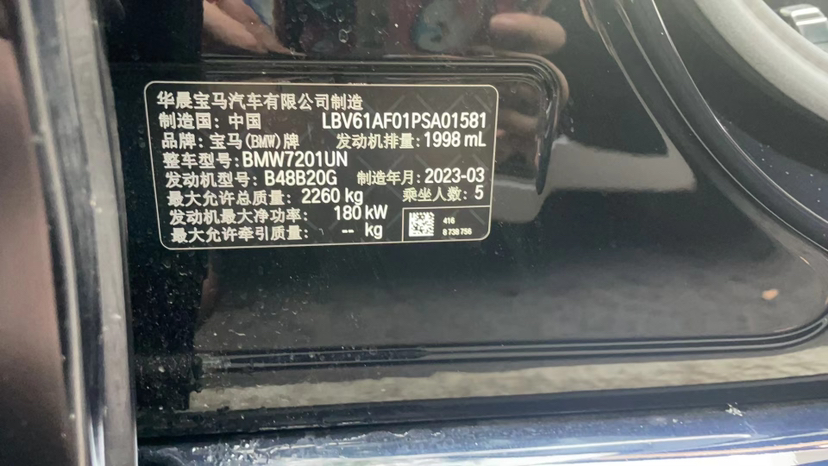 华晨宝马汽车有限公司制造
制造国: 中国 LBV61AF01PSA01581
品牌: 宝马(BMW)牌 发动机排量: 1998 mL
整车型号: BMW7201UN
发动机型号: B48B20G 制造年月: 2023-03
最大允许总质量: 2260 kg 乘坐人数: 5
发动机最大净功率: 180 kW 416
最大允许牵引质量: -- kg 8 738 756